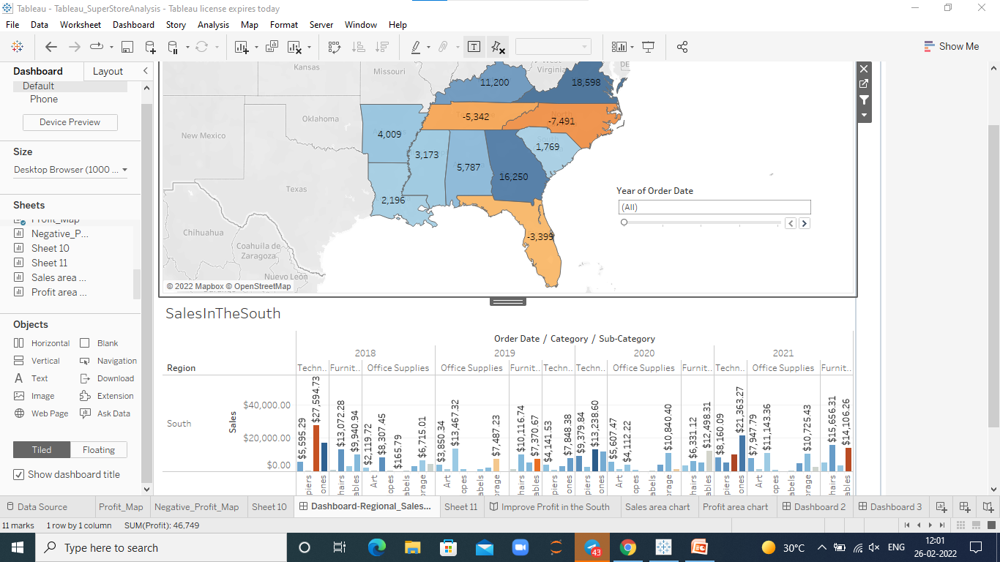 Tableau - Tableau_SuperStoreAnalysis - Tableau license expires today
File Data Worksheet Dashboard Story Analysis Map Format Server Window Help
Show Me
Dashboard Layout
Default
Phone
Device Preview
Size
Desktop Browser (1000 ...
Sheets
Profit_Map
Negative_P...
Sheet 10
Sheet 11
Sales area ...
Profit area ...
Objects
Horizontal Blank
Vertical Navigation
Text Download
Image Extension
Web Page Ask Data
Tiled Floating
Show dashboard title
Kansas
Missouri
West
Virginia
DE
11,200
18,598
Oklahoma
-5,342
-7,491
New Mexico
4,009
1,769
3,173
5,787
16,250
Texas
2,196
Year of Order Date
(All)
Chihuahua
-3,399
Coahuila de
Zaragoza
Nuevo León
© 2022 Mapbox © OpenStreetMap
SalesInTheSouth
Order Date / Category / Sub-Category
2018 2019 2020 2021
Region Techn.. Furnit.. Office Supplies Office Supplies Furnit.. Techn.. Techn.. Office Supplies Furnit.. Techn.. Office Supplies Furnit..
South
Sales
$40,000.00
$20,000.00
$0.00
$5,595.29 $27,594.73 $13,072.28 $9,940.94 $2,119.72 $8,307.45 $165.79 $6,715.01 $3,850.34 $13,467.32 $7,487.23 $10,116.74 $7,370.67 $4,141.53 $7,848.38 $9,379.84 $13,238.60 $5,607.47 $4,112.22 $10,840.40 $6,331.12 $12,498.31 $8,160.09 $21,363.27 $7,947.79 $11,143.36 $10,725.43 $15,656.31 $14,106.26
piers ones hairs ables Art opes abels orage Art opes abels orage hairs ables piers ones piers ones Art opes abels orage hairs ables piers ones Art opes abels orage hairs ables
Data Source Profit_Map Negative_Profit_Map Sheet 10 Dashboard-Regional_Sales... Sheet 11 Improve Profit in the South Sales area chart Profit area chart Dashboard 2 Dashboard 3
11 marks 1 row by 1 column SUM(Profit): 46,749
Type here to search
43
30°C
ENG
12:01
26-02-2022